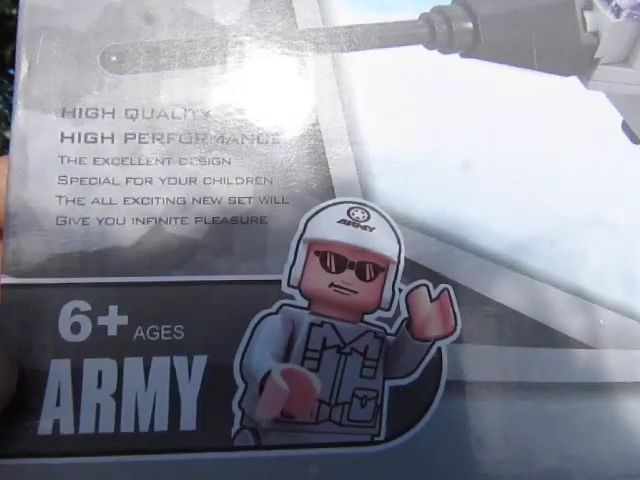 HIGH QUALITY
HIGH PERFORMANCE
THE EXCELLENT DESIGN
SPECIAL FOR YOUR CHILDREN
THE ALL EXCITING NEW SET WILL
GIVE YOU INFINITE PLEASURE
ARMY
6+ AGES
ARMY